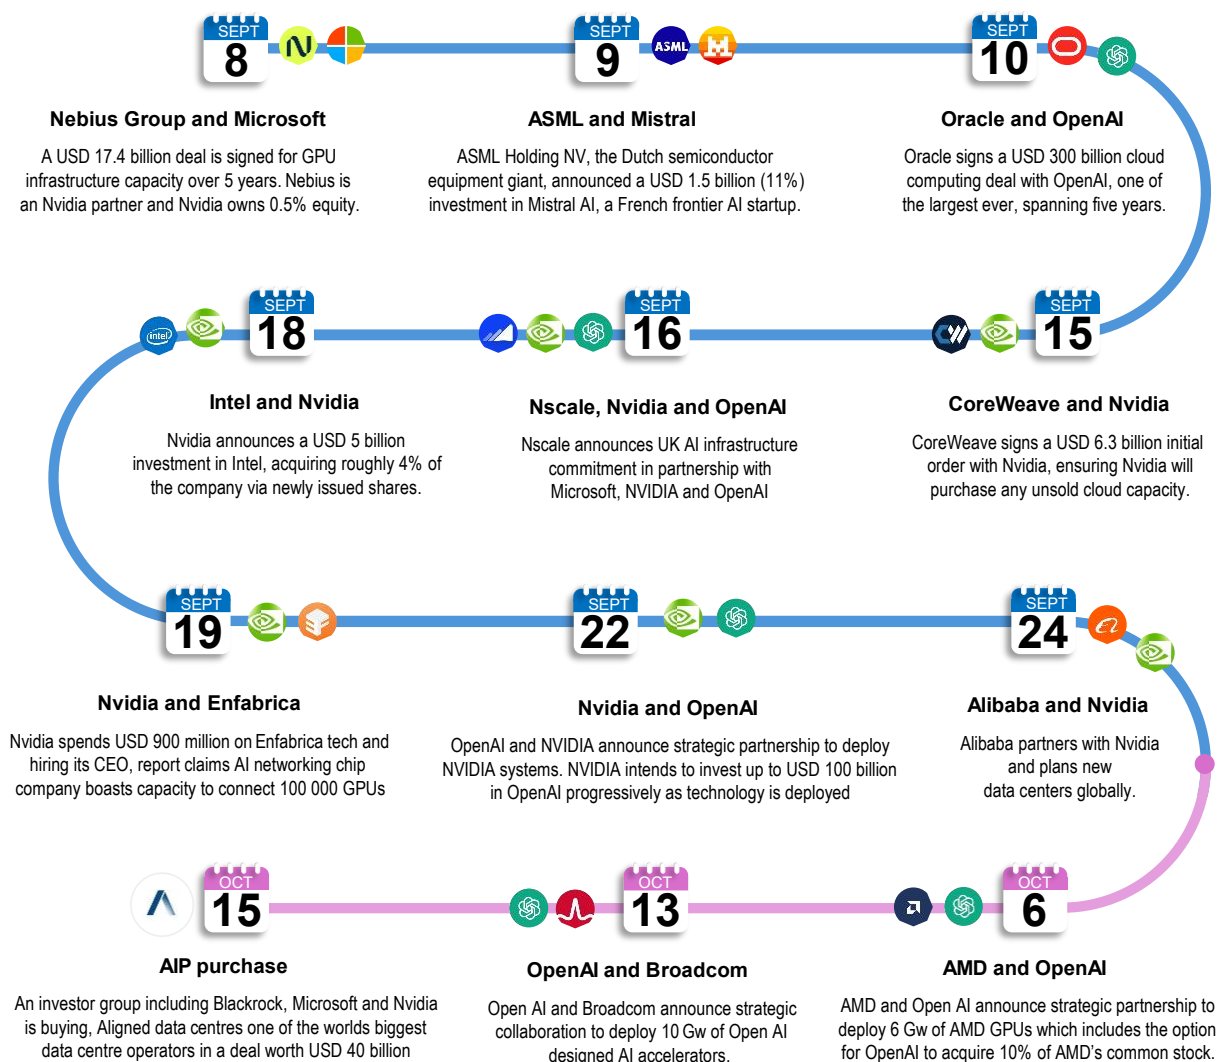 SEPT
8
Nebius Group and Microsoft
A USD 17.4 billion deal is signed for GPU
infrastructure capacity over 5 years. Nebius is
an Nvidia partner and Nvidia owns 0.5% equity.
SEPT
9
ASML
ASML and Mistral
ASML Holding NV, the Dutch semiconductor
equipment giant, announced a USD 1.5 billion (11%)
investment in Mistral AI, a French frontier AI startup.
SEPT
10
Oracle and OpenAI
Oracle signs a USD 300 billion cloud
computing deal with OpenAI, one of
the largest ever, spanning five years.
SEPT
15
CoreWeave and Nvidia
CoreWeave signs a USD 6.3 billion initial
order with Nvidia, ensuring Nvidia will
purchase any unsold cloud capacity.
SEPT
16
Nscale, Nvidia and OpenAI
Nscale announces UK AI infrastructure
commitment in partnership with
Microsoft, NVIDIA and OpenAI
intel
SEPT
18
Intel and Nvidia
Nvidia announces a USD 5 billion
investment in Intel, acquiring roughly 4% of
the company via newly issued shares.
SEPT
19
Nvidia and Enfabrica
Nvidia spends USD 900 million on Enfabrica tech and
hiring its CEO, report claims AI networking chip
company boasts capacity to connect 100 000 GPUs
SEPT
22
Nvidia and OpenAI
OpenAI and NVIDIA announce strategic partnership to deploy
NVIDIA systems. NVIDIA intends to invest up to USD 100 billion
in OpenAI progressively as technology is deployed
SEPT
24
Alibaba and Nvidia
Alibaba partners with Nvidia
and plans new
data centers globally.
OCT
6
AMD and OpenAI
AMD and Open AI announce strategic partnership to
deploy 6 Gw of AMD GPUs which includes the option
for OpenAI to acquire 10% of AMD's common stock.
OCT
13
OpenAI and Broadcom
Open AI and Broadcom announce strategic
collaboration to deploy 10 Gw of Open AI
designed AI accelerators.
OCT
15
AIP purchase
An investor group including Blackrock, Microsoft and Nvidia
is buying, Aligned data centres one of the worlds biggest
data centre operators in a deal worth USD 40 billion